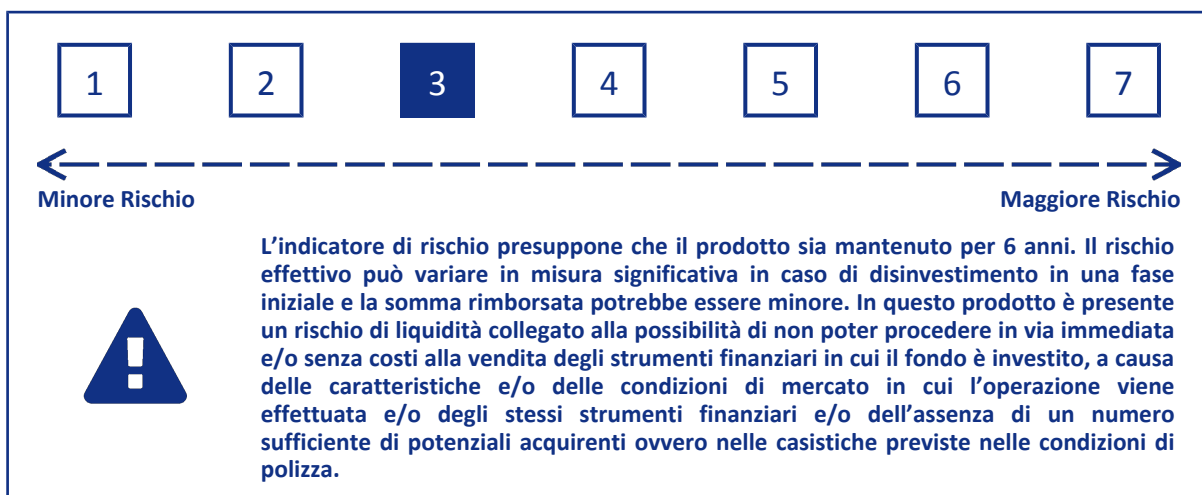 1 2 3 4 5 6 7
Minore Rischio Maggiore Rischio
L’indicatore di rischio presuppone che il prodotto sia mantenuto per 6 anni. Il rischio
effettivo può variare in misura significativa in caso di disinvestimento in una fase
iniziale e la somma rimborsata potrebbe essere minore. In questo prodotto è presente
un rischio di liquidità collegato alla possibilità di non poter procedere in via immediata
e/o senza costi alla vendita degli strumenti finanziari in cui il fondo è investito, a causa
delle caratteristiche e/o delle condizioni di mercato in cui l’operazione viene
effettuata e/o degli stessi strumenti finanziari e/o dell’assenza di un numero
sufficiente di potenziali acquirenti ovvero nelle casistiche previste nelle condizioni di
polizza.